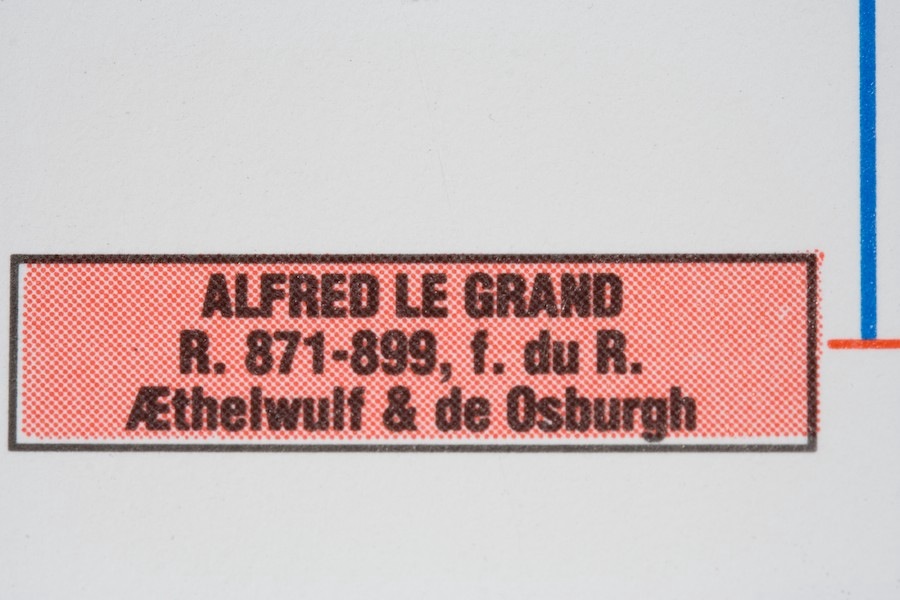 ALFRED LE GRAND
R. 871-899, f. du R.
Æthelwulf & de Osburgh